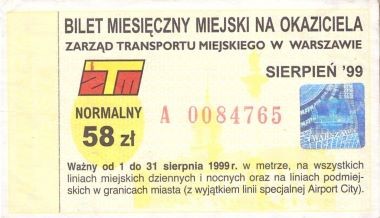 BILET MIESIĘCZNY MIEJSKI NA OKAZICIELA
ZARZĄD TRANSPORTU MIEJSKIEGO W WARSZAWIE
SIERPIEŃ '99
ZTM
NORMALNY
58 zł
A 0084765
WARSZAWA
Ważny od 1 do 31 sierpnia 1999 r. w metrze, na wszystkich
liniach miejskich dziennych i nocnych oraz na liniach podmiej-
skich w granicach miasta (z wyjątkiem linii specjalnej Airport City).